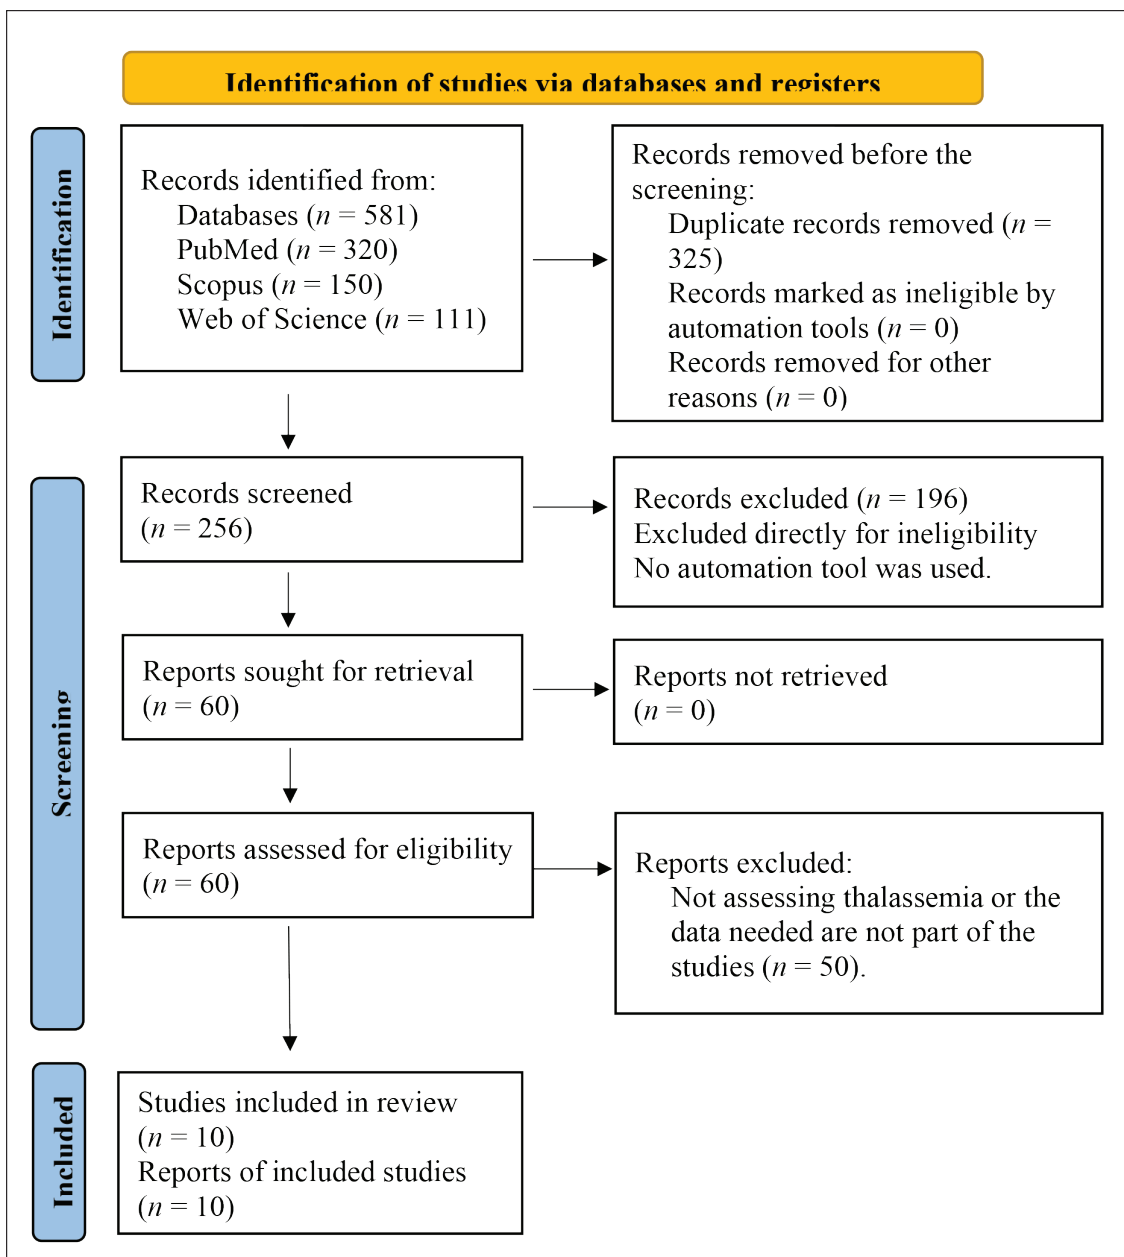 Identification of studies via databases and registers
Identification
Records identified from:
Databases (n = 581)
PubMed (n = 320)
Scopus (n = 150)
Web of Science (n = 111)
Records removed before the
screening:
Duplicate records removed (n =
325)
Records marked as ineligible by
automation tools (n = 0)
Records removed for other
reasons (n = 0)
Screening
Records screened
(n = 256)
Records excluded (n = 196)
Excluded directly for ineligibility
No automation tool was used.
Reports sought for retrieval
(n = 60)
Reports not retrieved
(n = 0)
Reports assessed for eligibility
(n = 60)
Reports excluded:
Not assessing thalassemia or the
data needed are not part of the
studies (n = 50).
Included
Studies included in review
(n = 10)
Reports of included studies
(n = 10)